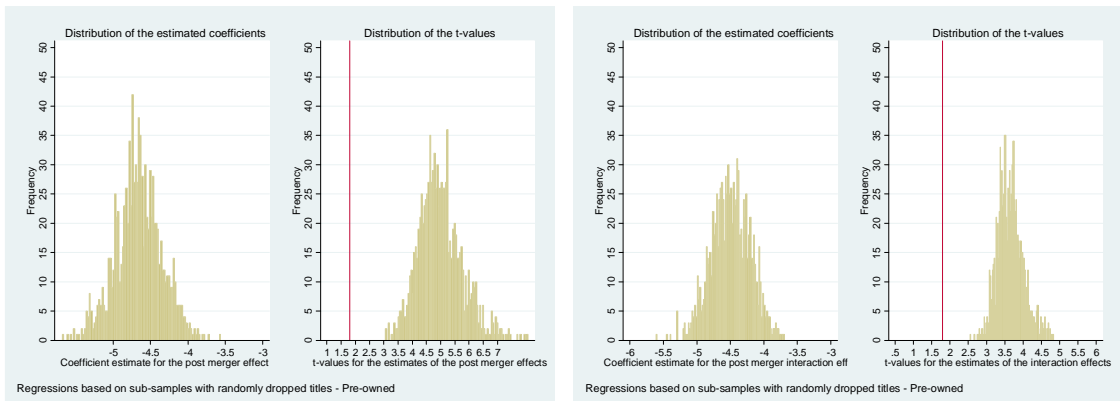 Distribution of the estimated coefficients
Distribution of the t-values
Frequency
0 5 10 15 20 25 30 35 40 45 50
-5 -4.5 -4 -3.5 -3
Coefficient estimate for the post merger effect
Frequency
0 5 10 15 20 25 30 35 40 45 50
1 1.5 2 2.5 3 3.5 4 4.5 5 5.5 6 6.5 7
t-values for the estimates of the post merger effects
Regressions based on sub-samples with randomly dropped titles - Pre-owned
Distribution of the estimated coefficients
Distribution of the t-values
Frequency
0 5 10 15 20 25 30 35 40 45 50
-6 -5.5 -5 -4.5 -4 -3.5 -3
Coefficient estimate for the post merger interaction eff
Frequency
0 5 10 15 20 25 30 35 40 45 50
.5 1 1.5 2 2.5 3 3.5 4 4.5 5 5.5 6
t-values for the estimates of the interaction effects
Regressions based on sub-samples with randomly dropped titles - Pre-owned